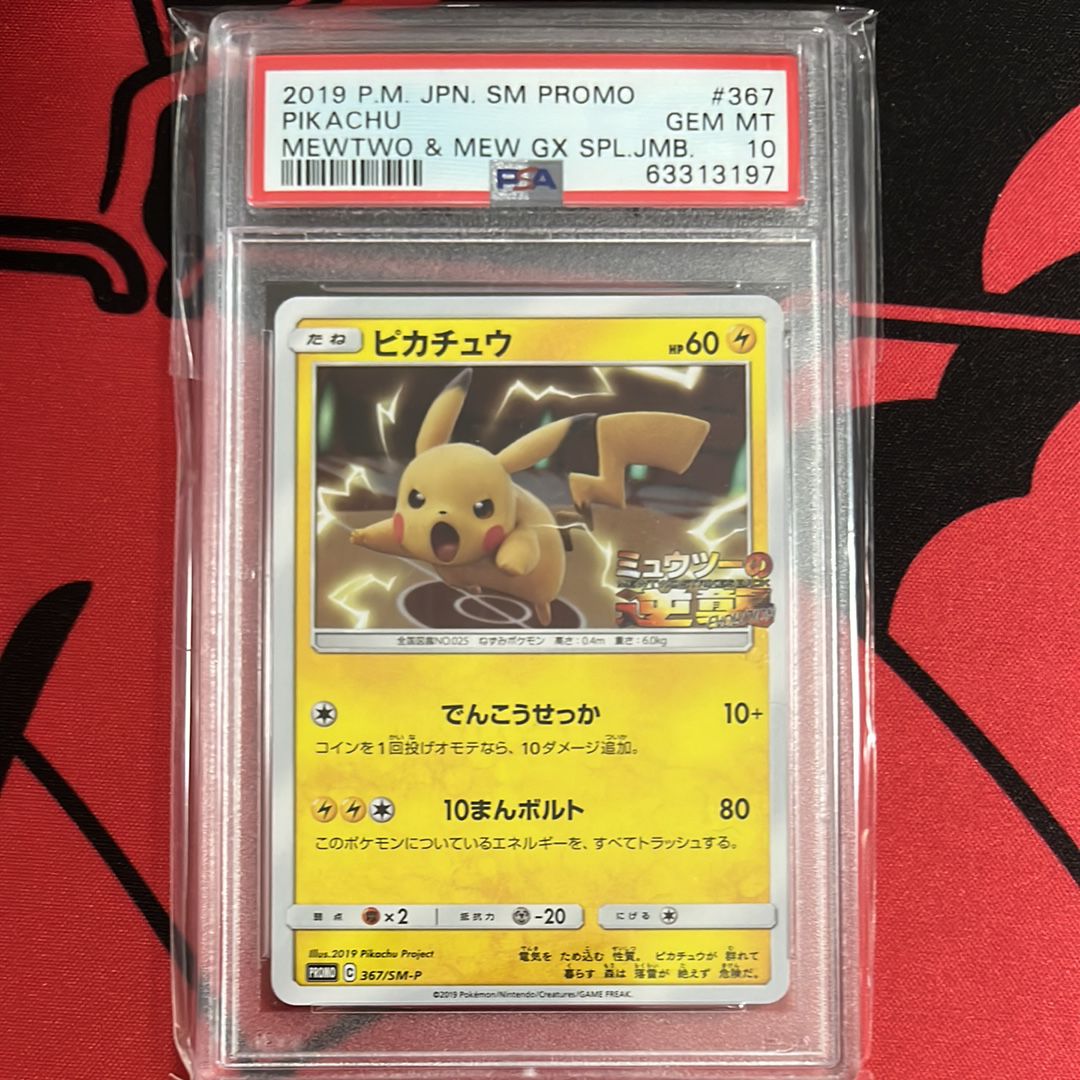 2019 P.M. JPN. SM PROMO #367
PIKACHU GEM MT
MEWTWO & MEW GX SPL.JMB. 10
PSA 63313197
たね ピカチュウ HP 60
ミュウツーの
逆襲
EVOLUTION
全国図鑑NO.025 ねずみポケモン 高さ:0.4m 重さ:6.0kg
でんこうせっか 10+
コインを1回投げオモテなら、10ダメージ追加。
10まんボルト 80
このポケモンについているエネルギーを、すべてトラッシュする。
弱点 ×2 抵抗力 -20 にげる
Illus.2019 Pikachu Project
電気を ため込む 性質。 ピカチュウが 群れて
暮らす 森は 落雷が 絶えず 危険だ。
PROMO C 367/SM-P
©2019 Pokémon/Nintendo/Creatures/GAME FREAK.